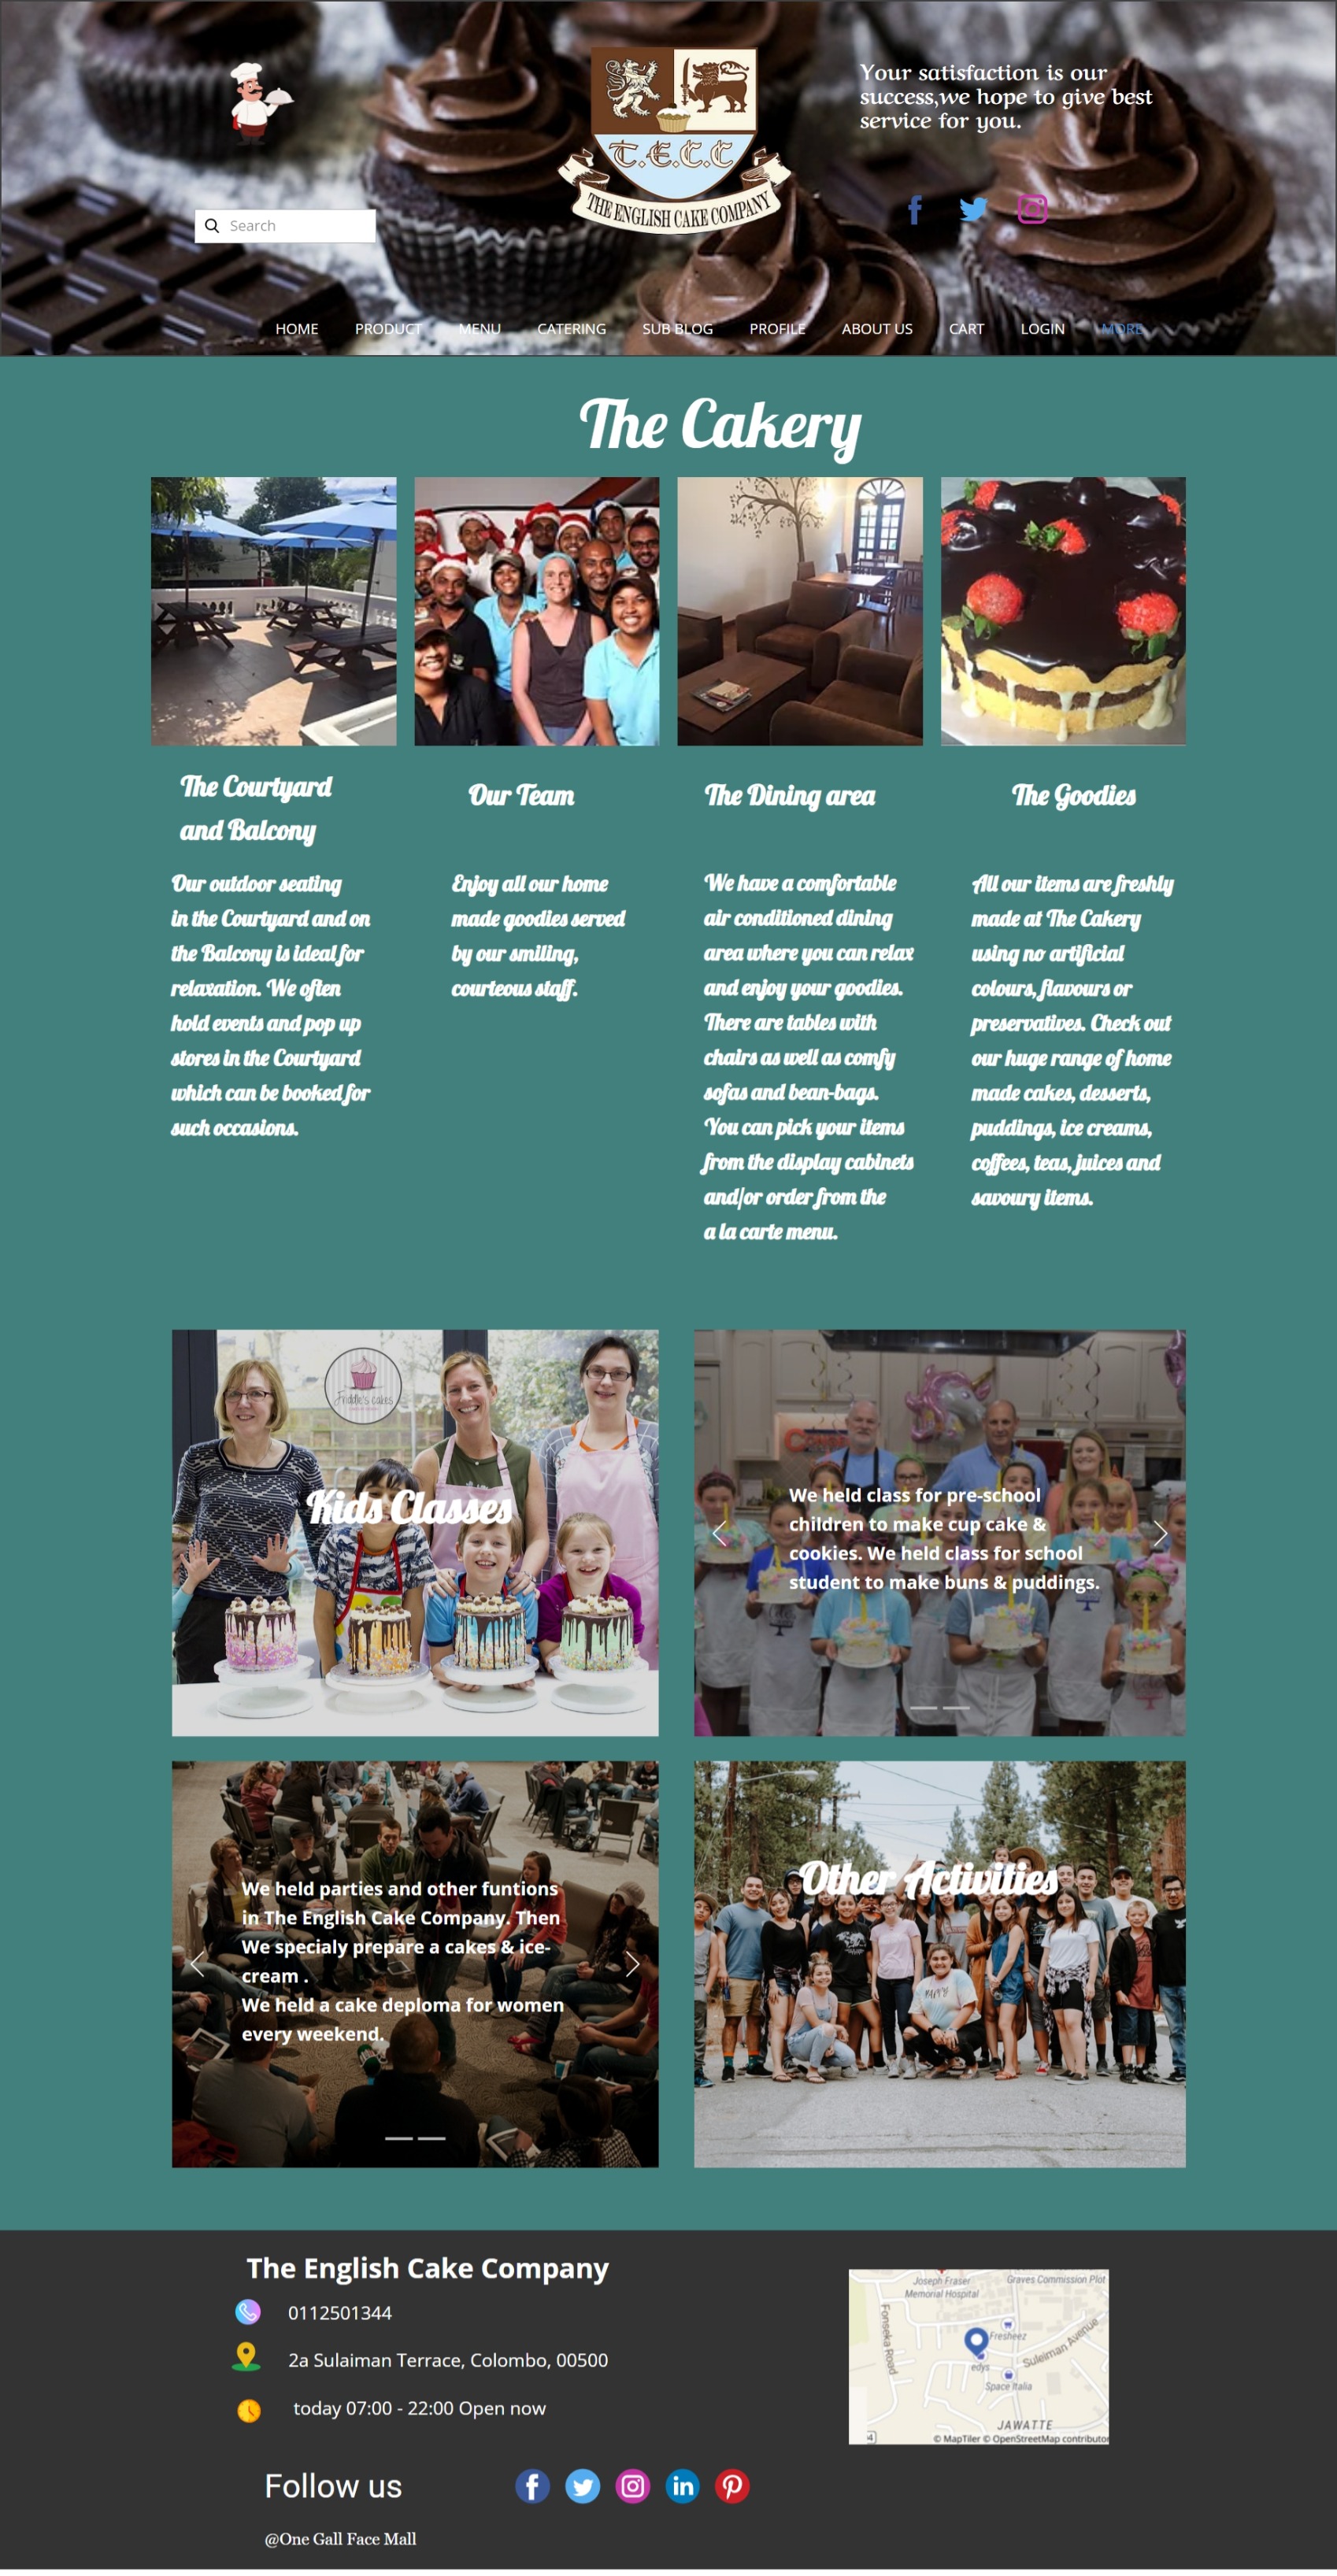 Your satisfaction is our
success,we hope to give best
service for you.
T.E.C.C
THE ENGLISH CAKE COMPANY
Search
HOME PRODUCT MENU CATERING SUB BLOG PROFILE ABOUT US CART LOGIN MORE
The Cakery
The Courtyard
and Balcony
Our outdoor seating
in the Courtyard and on
the Balcony is ideal for
relaxation. We often
hold events and pop up
stores in the Courtyard
which can be booked for
such occasions.
Our Team
Enjoy all our home
made goodies served
by our smiling,
courteous staff.
The Dining area
We have a comfortable
air conditioned dining
area where you can relax
and enjoy your goodies.
There are tables with
chairs as well as comfy
sofas and bean-bags.
You can pick your items
from the display cabinets
and/or order from the
a la carte menu.
The Goodies
All our items are freshly
made at The Cakery
using no artificial
colours, flavours or
preservatives. Check out
our huge range of home
made cakes, desserts,
puddings, ice creams,
coffees, teas, juices and
savoury items.
Friddle's cakes
Kids Classes
We held class for pre-school
children to make cup cake &
cookies. We held class for school
student to make buns & puddings.
We held parties and other funtions
in The English Cake Company. Then
We specialy prepare a cakes & ice-
cream .
We held a cake deploma for women
every weekend.
Other Activities
The English Cake Company
0112501344
2a Sulaiman Terrace, Colombo, 00500
today 07:00 - 22:00 Open now
Joseph Fraser
Memorial Hospital
Graves Commission Plot
Fonseka Road
Fresheez
Suleiman Avenue
edys
Space Italia
JAWATTE
© MapTiler © OpenStreetMap contributor
Follow us
@One Gall Face Mall